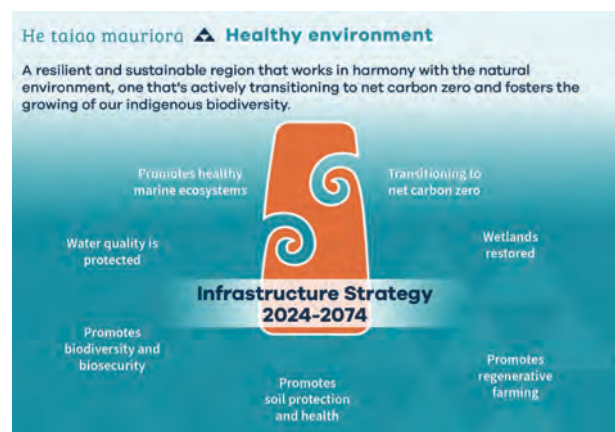 He taiao mauriora Healthy environment
A resilient and sustainable region that works in harmony with the natural
environment, one that's actively transitioning to net carbon zero and fosters the
growing of our indigenous biodiversity.
Promotes healthy
marine ecosystems
Transitioning to
net carbon zero
Water quality is
protected
Wetlands
restored
Infrastructure Strategy
2024-2074
Promotes
biodiversity and
biosecurity
Promotes
regenerative
farming
Promotes
soil protection
and health